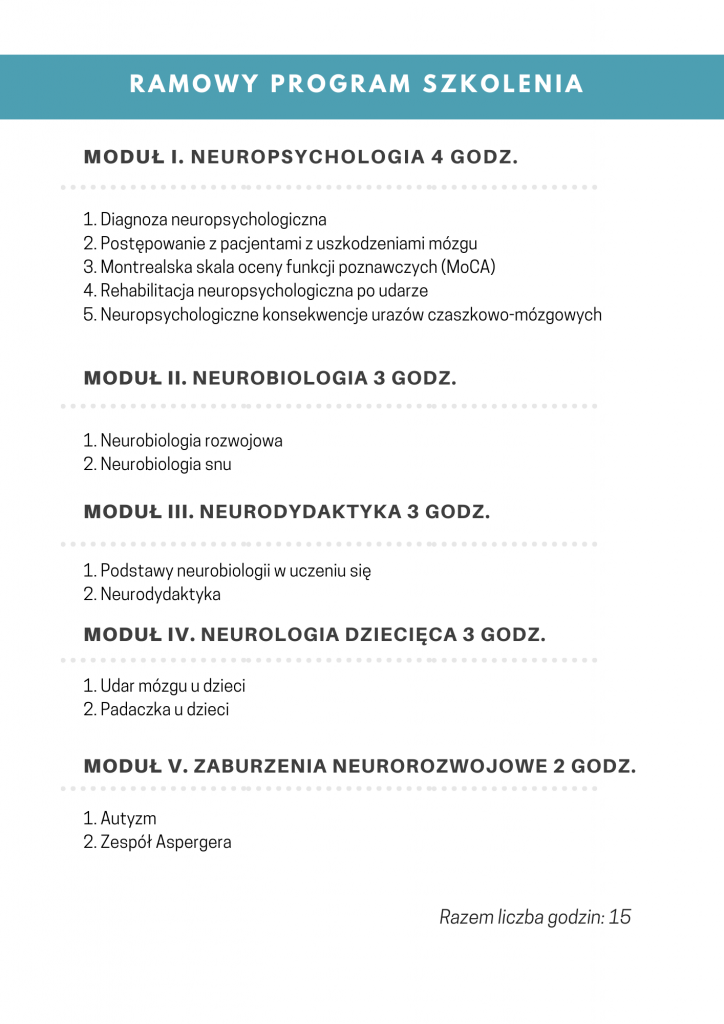 RAMOWY PROGRAM SZKOLENIA
MODUŁ I. NEUROPSYCHOLOGIA 4 GODZ.
1. Diagnoza neuropsychologiczna
2. Postępowanie z pacjentami z uszkodzeniami mózgu
3. Montrealska skala oceny funkcji poznawczych (MoCA)
4. Rehabilitacja neuropsychologiczna po udarze
5. Neuropsychologiczne konsekwencje urazów czaszkowo-mózgowych
MODUŁ II. NEUROBIOLOGIA 3 GODZ.
1. Neurobiologia rozwojowa
2. Neurobiologia snu
MODUŁ III. NEURODYDAKTYKA 3 GODZ.
1. Podstawy neurobiologii w uczeniu się
2. Neurodydaktyka
MODUŁ IV. NEUROLOGIA DZIECIĘCA 3 GODZ.
1. Udar mózgu u dzieci
2. Padaczka u dzieci
MODUŁ V. ZABURZENIA NEUROROZWOJOWE 2 GODZ.
1. Autyzm
2. Zespół Aspergera
Razem liczba godzin: 15